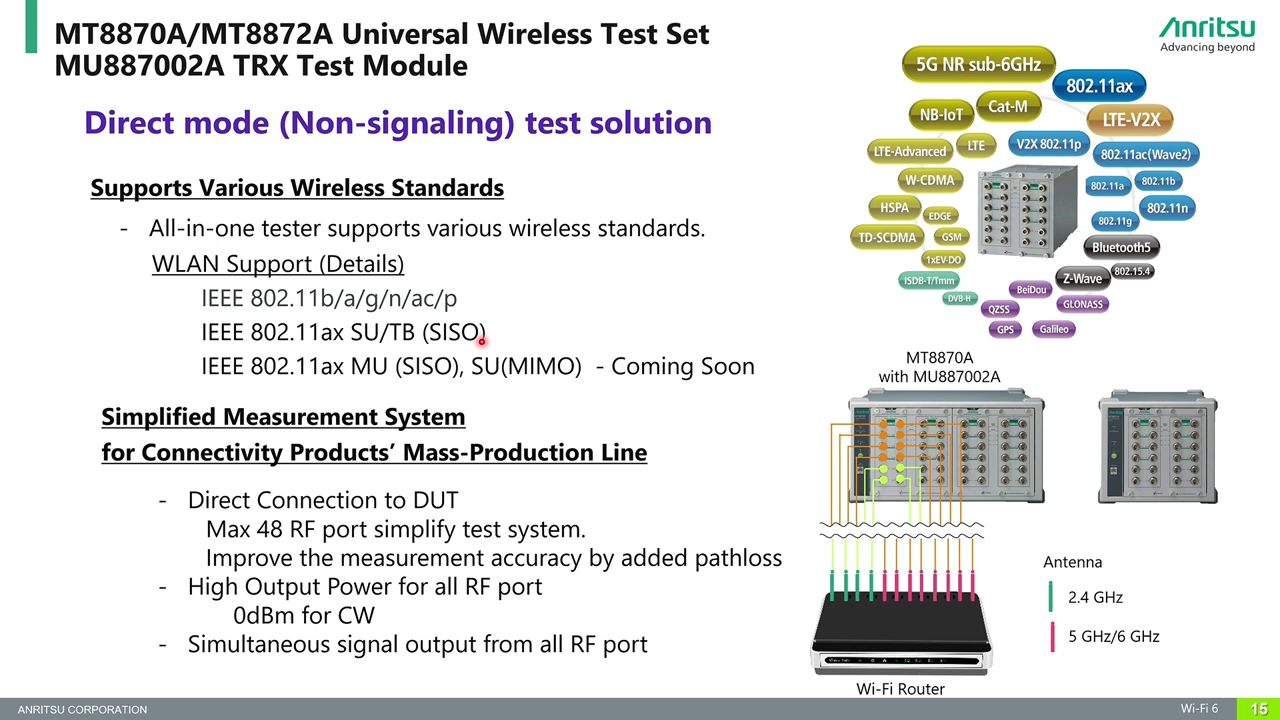 MT8870A/MT8872A Universal Wireless Test Set
MU887002A TRX Test Module
Anritsu
Advancing beyond
Direct mode (Non-signaling) test solution
Supports Various Wireless Standards
- All-in-one tester supports various wireless standards.
WLAN Support (Details)
IEEE 802.11b/a/g/n/ac/p
IEEE 802.11ax SU/TB (SISO)
IEEE 802.11ax MU (SISO), SU(MIMO) - Coming Soon
Simplified Measurement System
for Connectivity Products’ Mass-Production Line
- Direct Connection to DUT
Max 48 RF port simplify test system.
Improve the measurement accuracy by added pathloss
- High Output Power for all RF port
0dBm for CW
- Simultaneous signal output from all RF port
5G NR sub-6GHz
802.11ax
NB-IoT
Cat-M
LTE-V2X
LTE-Advanced
LTE
V2X 802.11p
802.11ac(Wave2)
W-CDMA
802.11a
802.11b
HSPA
EDGE
802.11n
802.11g
TD-SCDMA
GSM
Bluetooth5
1xEV-DO
802.15.4
ISDB-T/Tmm
Z-Wave
BeiDou
DVB-H
GLONASS
QZSS
GPS
Galileo
MT8870A
with MU887002A
Antenna
2.4 GHz
5 GHz/6 GHz
Wi-Fi Router
ANRITSU CORPORATION
Wi-Fi 6
15